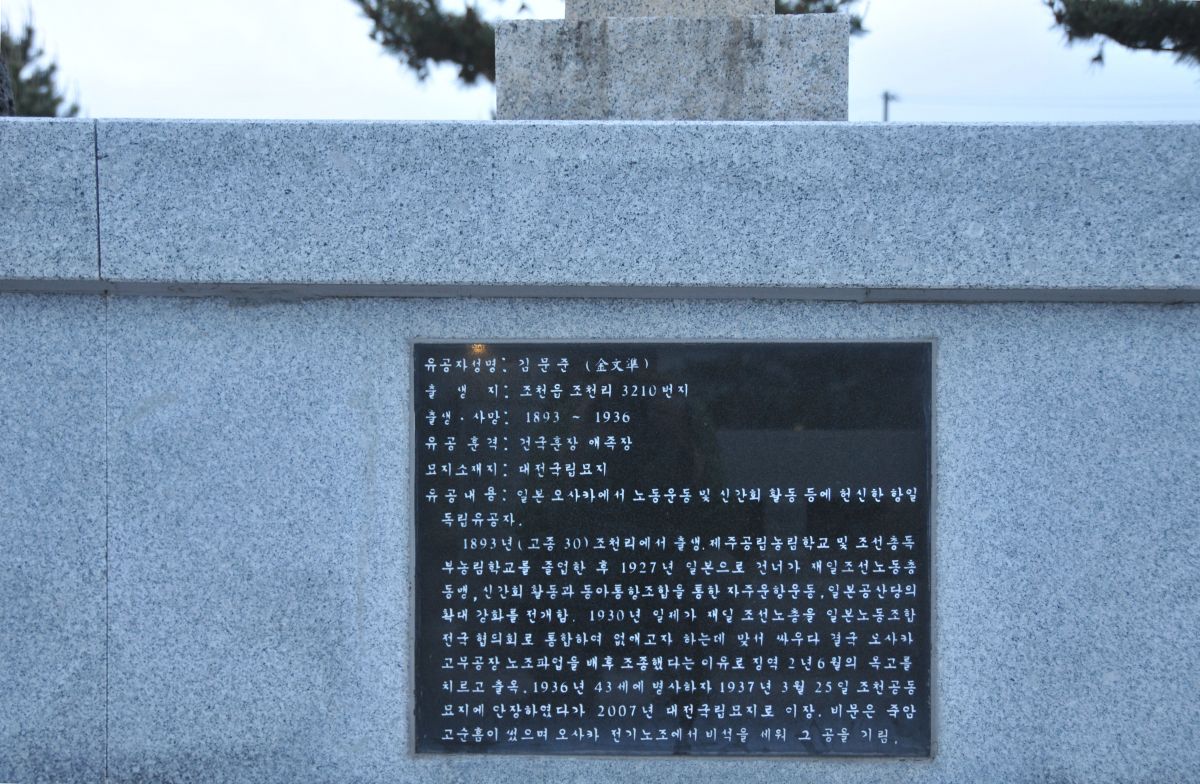 유공자성명: 김 문 준 (金文準)
출 생 지: 조천읍 조천리 3210번지
출생·사망: 1893 ~ 1936
유 공 훈 격: 건국훈장 애족장
묘지소재지: 대전국립묘지
유 공 내 용: 일본 오사카에서 노동운동 및 신간회 활동 등에 헌신한 항일
독립유공자.
1893년(고종 30) 조천리에서 출생. 제주공립농림학교 및 조선총독
부농림학교를 졸업한 후 1927년 일본으로 건너가 재일조선노동총
동맹, 신간회 활동과 동아통항조합을 통한 자주운항운동, 일본공산당의
확대 강화를 전개함. 1930년 일제가 재일 조선노총을 일본노동조합
전국 협의회로 통합하여 없애고자 하는데 맞서 싸우다 결국 오사카
고무공장 노조파업을 배후 조종했다는 이유로 징역 2년6월의 옥고를
치르고 출옥. 1936년 43세에 병사하자 1937년 3월 25일 조천공동
묘지에 안장하였다가 2007년 대전국립묘지로 이장. 비문은 죽암
고순흠이 썼으며 오사카 전기노조에서 비석을 세워 그 공을 기림.